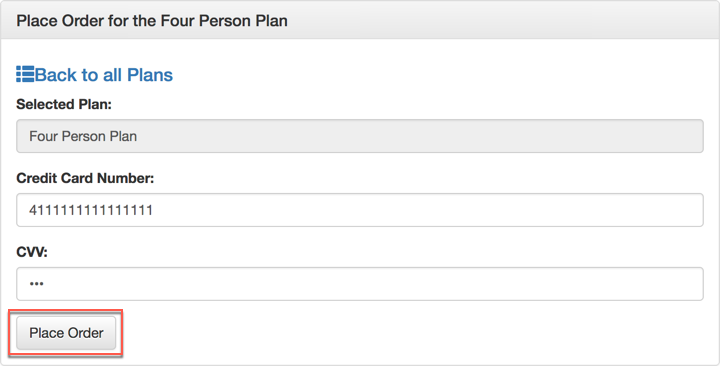 Place Order for the Four Person Plan
Back to all Plans
Selected Plan:
Four Person Plan
Credit Card Number:
4111111111111111
CVV:
•••
Place Order